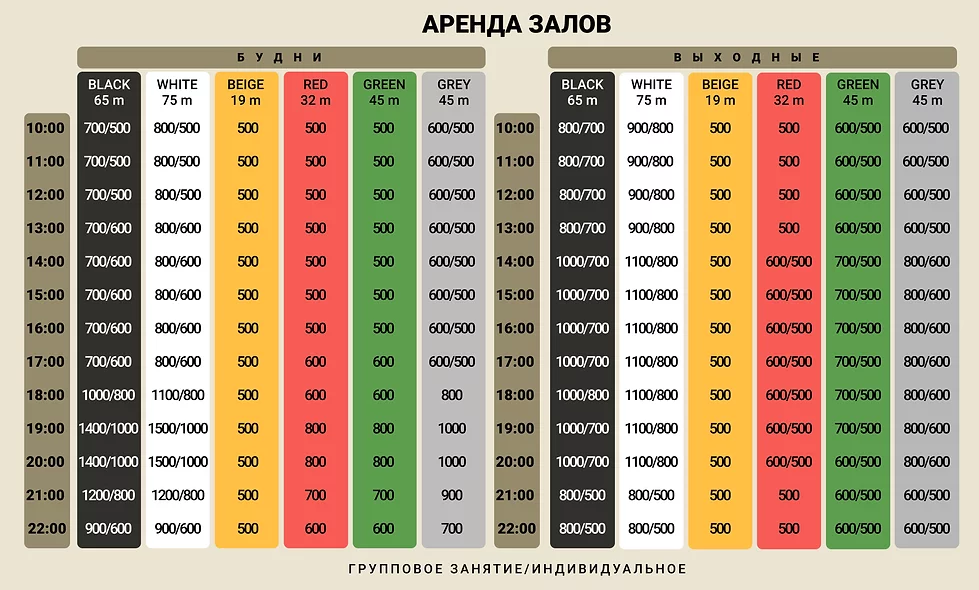 АРЕНДА ЗАЛОВ
БУДНИ ВЫХОДНЫЕ
BLACK WHITE BEIGE RED GREEN GREY BLACK WHITE BEIGE RED GREEN GREY
65 m 75 m 19 m 32 m 45 m 45 m 65 m 75 m 19 m 32 m 45 m 45 m
10:00 700/500 800/500 500 500 500 600/500 10:00 800/700 900/800 500 500 600/500 600/500
11:00 700/500 800/500 500 500 500 600/500 11:00 800/700 900/800 500 500 600/500 600/500
12:00 700/500 800/500 500 500 500 600/500 12:00 800/700 900/800 500 500 600/500 600/500
13:00 700/600 800/600 500 500 500 600/500 13:00 800/700 900/800 500 500 600/500 600/500
14:00 700/600 800/600 500 500 500 600/500 14:00 1000/700 1100/800 500 600/500 700/500 800/600
15:00 700/600 800/600 500 500 500 600/500 15:00 1000/700 1100/800 500 600/500 700/500 800/600
16:00 700/600 800/600 500 500 500 600/500 16:00 1000/700 1100/800 500 600/500 700/500 800/600
17:00 700/600 800/600 500 600 600 600/500 17:00 1000/700 1100/800 500 600/500 700/500 800/600
18:00 1000/800 1100/800 500 600 600 800 18:00 1000/800 1100/800 500 600/500 700/500 800/600
19:00 1400/1000 1500/1000 500 800 800 1000 19:00 1000/700 1100/800 500 600/500 700/500 800/600
20:00 1400/1000 1500/1000 500 800 800 1000 20:00 1000/700 1100/800 500 600/500 600/500 800/600
21:00 1200/800 1200/800 500 700 700 900 21:00 800/500 800/500 500 500 600/500 600/500
22:00 900/600 900/600 500 600 600 700 22:00 800/500 800/500 500 500 600/500 600/500
ГРУППОВОЕ ЗАНЯТИЕ/ИНДИВИДУАЛЬНОЕ